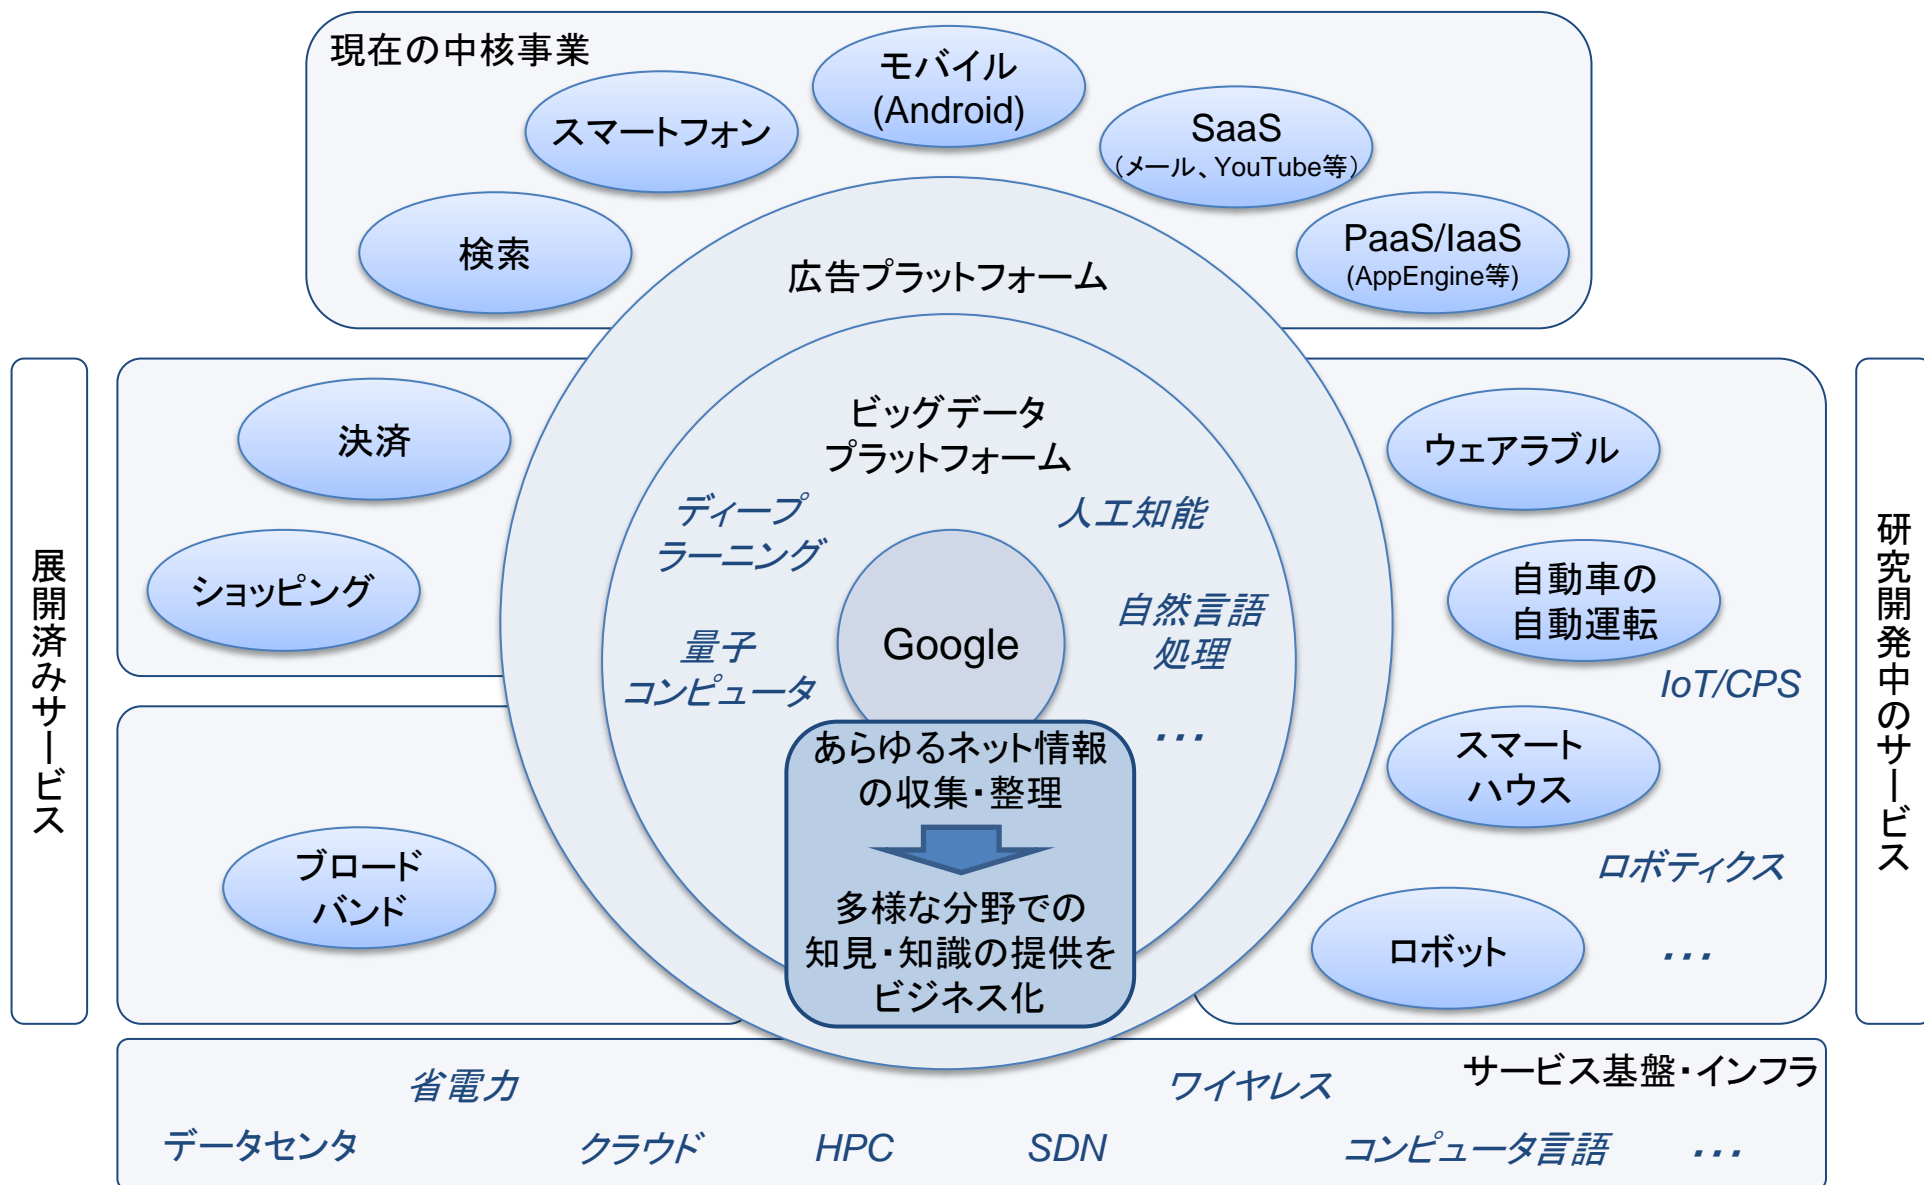 現在の中核事業
モバイル
(Android)
スマートフォン
SaaS
（メール、YouTube等）
検索
PaaS/IaaS
(AppEngine等)
広告プラットフォーム
ビッグデータ
プラットフォーム
ディープ
ラーニング
人工知能
Google
自然言語
処理
量子
コンピュータ
...
あらゆるネット情報
の収集・整理
多様な分野での
知見・知識の提供を
ビジネス化
展開済みサービス
決済
ショッピング
ブロード
バンド
研究開発中のサービス
ウェアラブル
自動車の
自動運転
IoT/CPS
スマート
ハウス
ロボティクス
ロボット
...
サービス基盤・インフラ
省電力
ワイヤレス
データセンタ
クラウド
HPC
SDN
コンピュータ言語
...